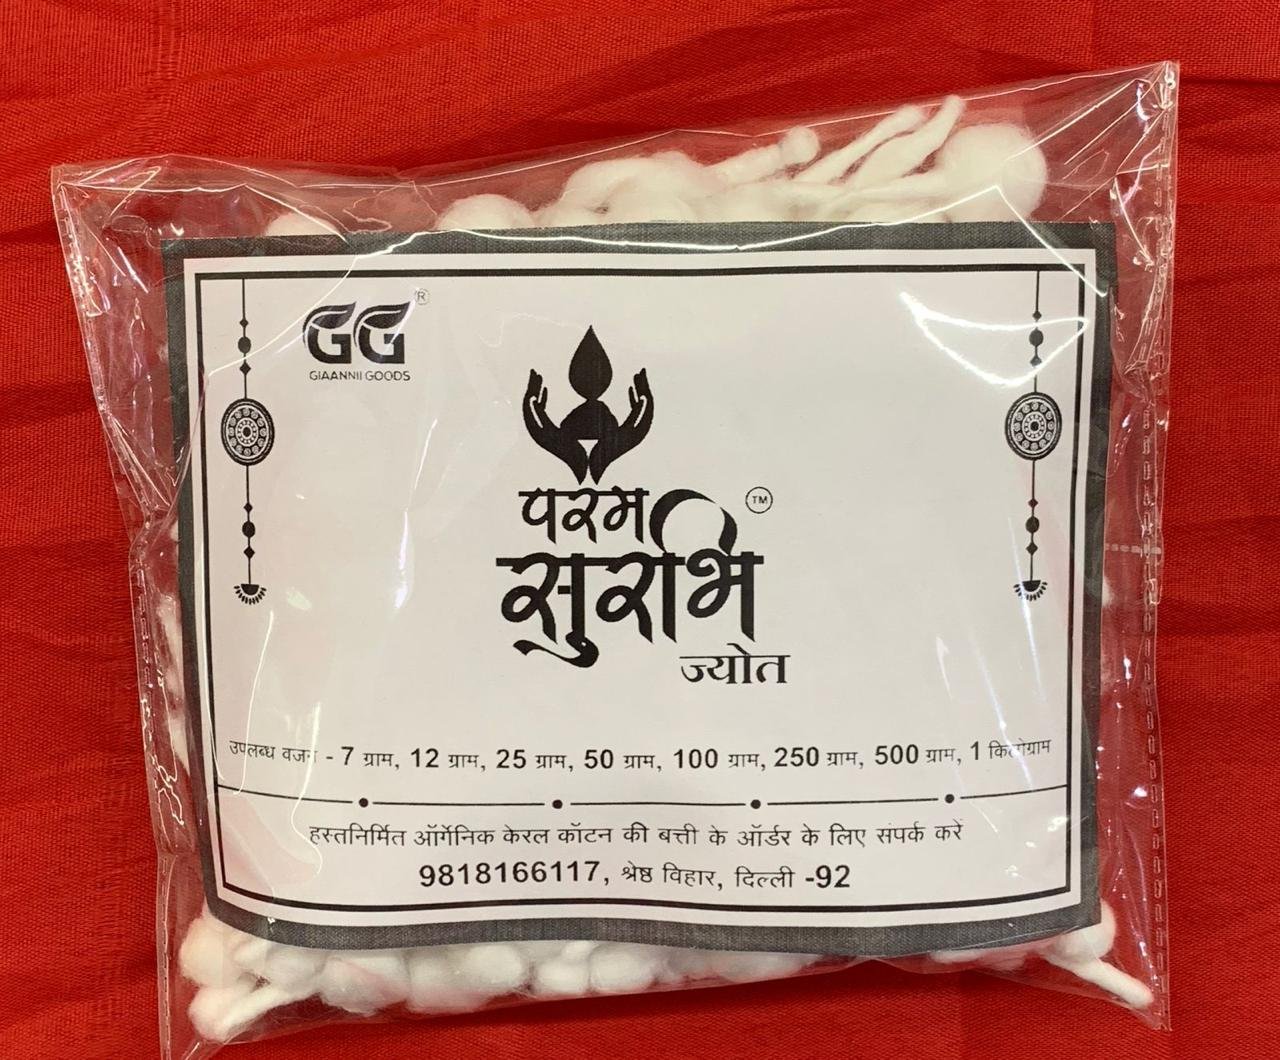 GG®
GIAANNII GOODS
परम
सुरभि
™
ज्योत
उपलब्ध वजन - 7 ग्राम, 12 ग्राम, 25 ग्राम, 50 ग्राम, 100 ग्राम, 250 ग्राम, 500 ग्राम, 1 किलोग्राम
हस्तनिर्मित ऑर्गेनिक केरल कॉटन की बत्ती के ऑर्डर के लिए संपर्क करें
9818166117, श्रेष्ठ विहार, दिल्ली -92